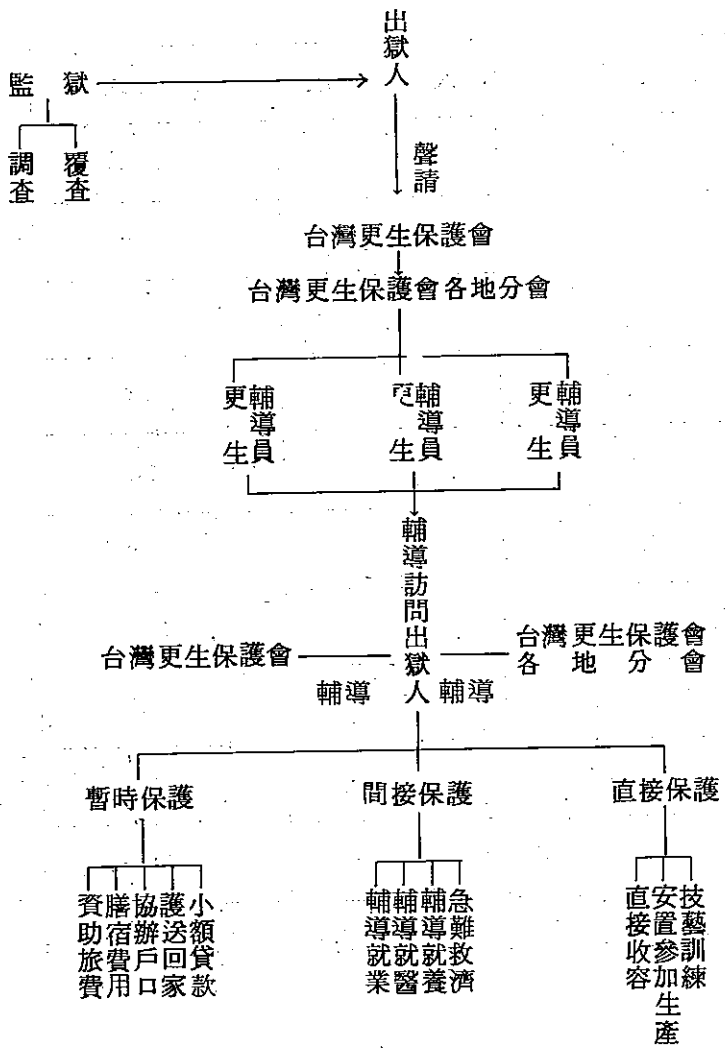 出獄人
監獄
調查
覆查
聲請
台灣更生保護會
台灣更生保護會各地分會
更生輔導員
更生輔導員
更生輔導員
輔導訪問出獄人
台灣更生保護會
輔導
輔導
台灣更生保護會
各地分會
暫時保護
間接保護
直接保護
資助旅費
膳宿費用
協辦戶口
護送回家
小額貸款
輔導就業
輔導就醫
輔導就養
急難救濟
直接收容
安置參加生產
技藝訓練